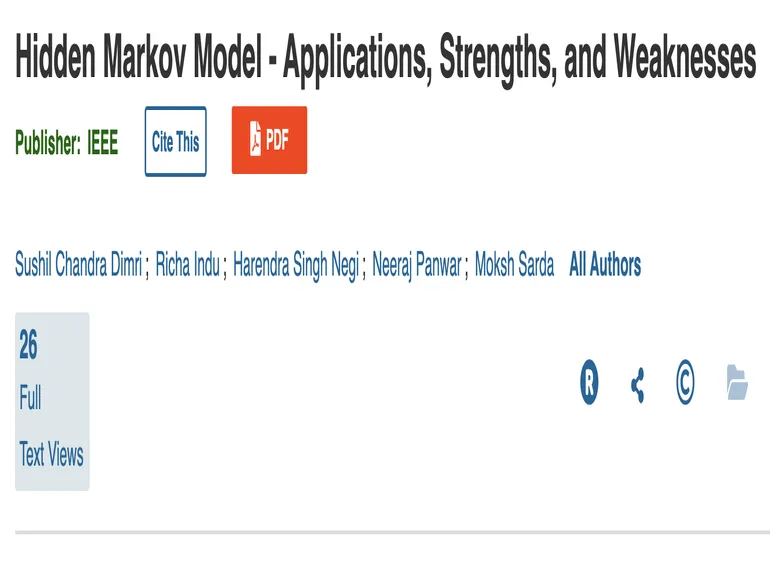 Hidden Markov Model - Applications, Strengths, and Weaknesses
Publisher: IEEE Cite This PDF
Sushil Chandra Dimri ; Richa Indu ; Harendra Singh Negi ; Neeraj Panwar ; Moksh Sarda All Authors
26
Full
Text Views
R ©